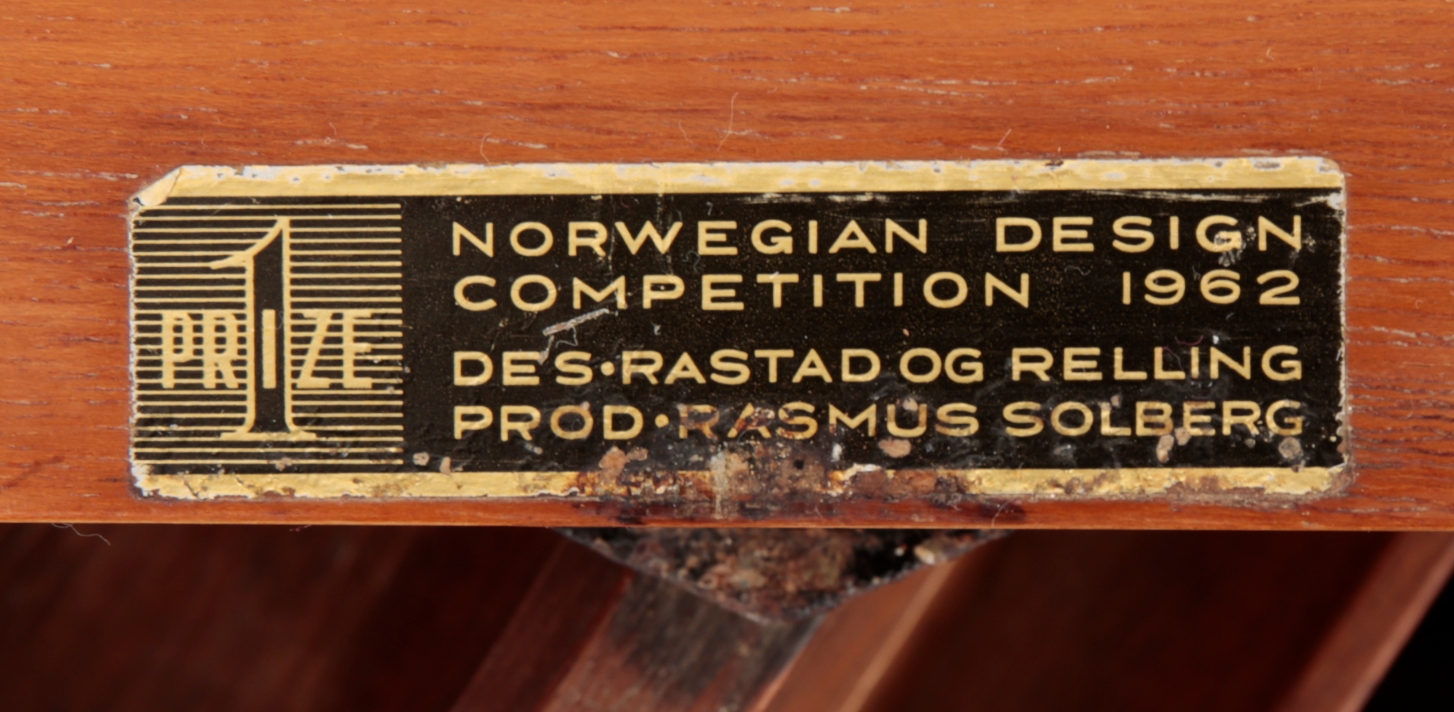 1
PRIZE
NORWEGIAN DESIGN
COMPETITION 1962
DES•RASTAD OG RELLING
PROD•RASMUS SOLBERG